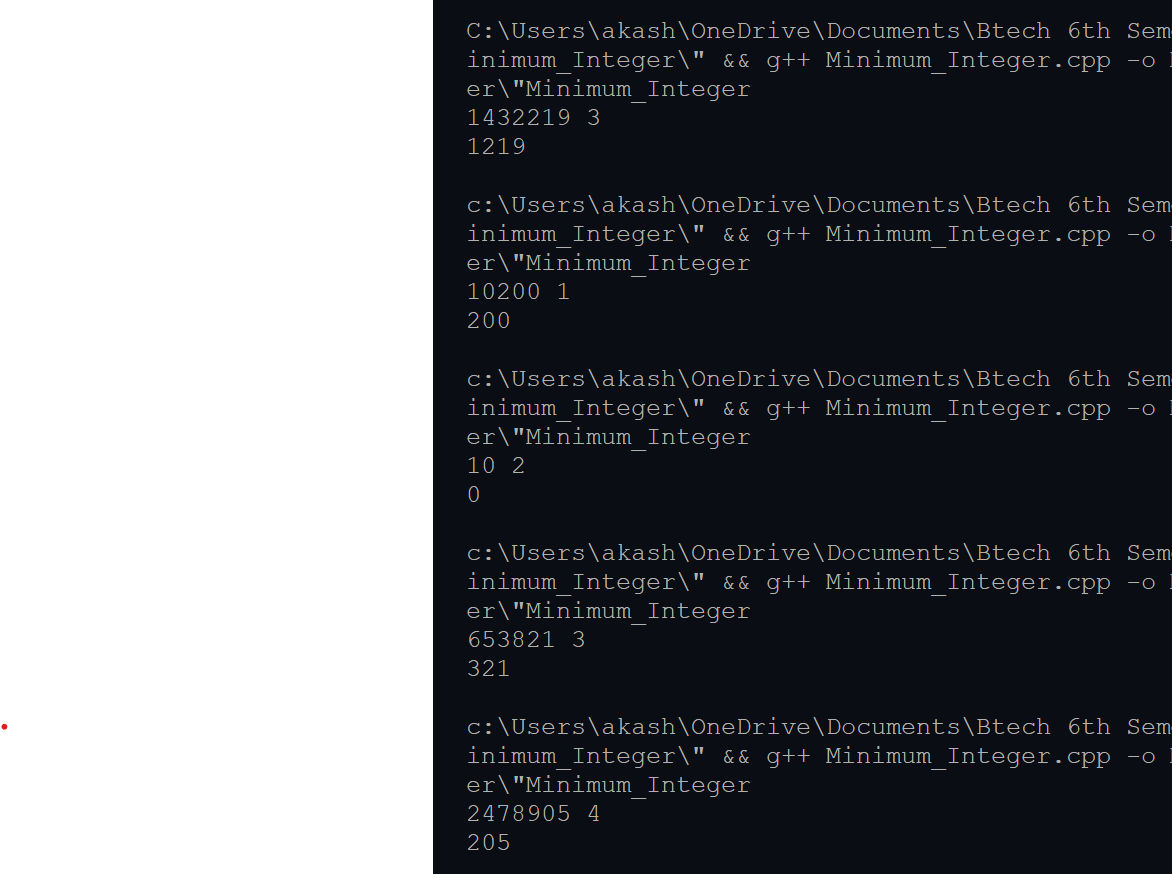 C:\Users\akash\OneDrive\Documents\Btech 6th Sem
inimum_Integer\" && g++ Minimum_Integer.cpp -o
er\"Minimum_Integer
1432219 3
1219
c:\Users\akash\OneDrive\Documents\Btech 6th Sem
inimum_Integer\" && g++ Minimum_Integer.cpp -o
er\"Minimum_Integer
10200 1
200
c:\Users\akash\OneDrive\Documents\Btech 6th Sem
inimum_Integer\" && g++ Minimum_Integer.cpp -o
er\"Minimum_Integer
10 2
0
c:\Users\akash\OneDrive\Documents\Btech 6th Sem
inimum_Integer\" && g++ Minimum_Integer.cpp -o
er\"Minimum_Integer
653821 3
321
c:\Users\akash\OneDrive\Documents\Btech 6th Sem
inimum_Integer\" && g++ Minimum_Integer.cpp -o
er\"Minimum_Integer
2478905 4
205